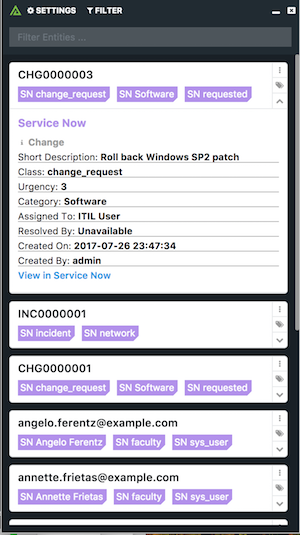 SETTINGS FILTER
Filter Entities ...
CHG0000003
SN change_request SN Software SN requested
Service Now
Change
Short Description: Roll back Windows SP2 patch
Class: change_request
Urgency: 3
Category: Software
Assigned To: ITIL User
Resolved By: Unavailable
Created On: 2017-07-26 23:47:34
Created By: admin
View in Service Now
INC0000001
SN incident SN network
CHG0000001
SN change_request SN Software SN requested
angelo.ferentz@example.com
SN Angelo Ferentz SN faculty SN sys_user
annette.frietas@example.com
SN Annette Frietas SN faculty SN sys_user